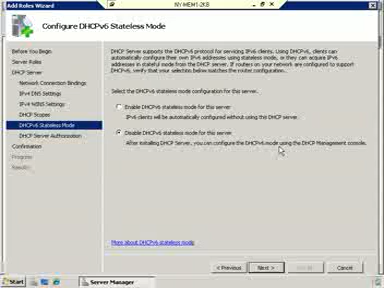 Add Roles Wizard
NY-MEM1-2K8
Configure DHCPv6 Stateless Mode
Before You Begin
Server Roles
DHCP Server
Network Connection Bindings
IPv4 DNS Settings
IPv4 WINS Settings
DHCP Scopes
DHCPv6 Stateless Mode
DHCP Server Authorization
Confirmation
Progress
Results
DHCP Server supports the DHCPv6 protocol for servicing IPv6 clients. Using DHCPv6, clients can
automatically configure their own IPv6 addresses using stateless mode, or they can acquire IPv6
addresses in stateful mode from the DHCP server. If routers on your network are configured to support
DHCPv6, verify that your selection below matches the router configuration.
Select the DHCPv6 stateless mode configuration for this server.
Enable DHCPv6 stateless mode for this server
IPv6 clients will be automatically configured without using this DHCP server.
Disable DHCPv6 stateless mode for this server
After installing DHCP Server, you can configure the DHCPv6 mode using the DHCP Management console.
More about DHCPv6 stateless mode
< Previous
Next >
Cancel
Start
Server Manager